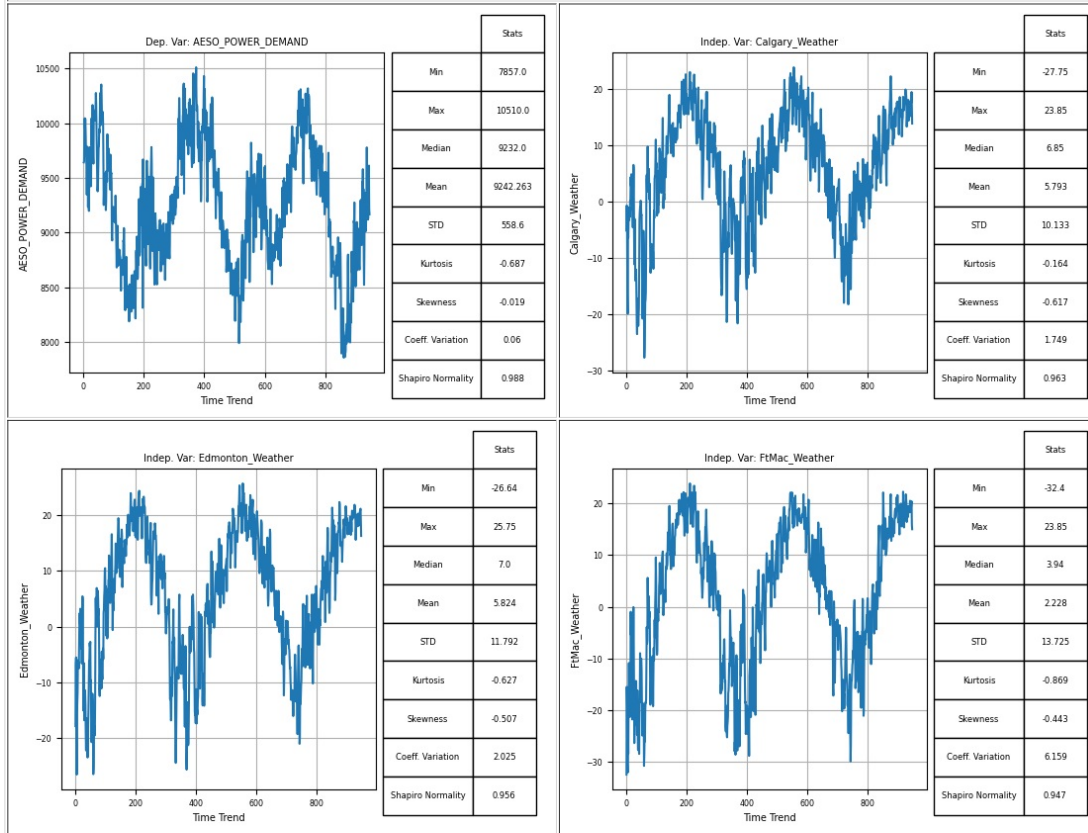 Stats
Dep. Var: AESO_POWER_DEMAND
Min 7857.0
Max 10510.0
Median 9232.0
Mean 9242.263
STD 558.6
Kurtosis -0.687
Skewness -0.019
Coeff. Variation 0.06
Shapiro Normality 0.988
AESO_POWER_DEMAND
10500
10000
9500
9000
8500
8000
0 200 400 600 800
Time Trend
Stats
Indep. Var: Calgary_Weather
Min -27.75
Max 23.85
Median 6.85
Mean 5.793
STD 10.133
Kurtosis -0.164
Skewness -0.617
Coeff. Variation 1.749
Shapiro Normality 0.963
Calgary_Weather
20
10
0
−10
−20
−30
0 200 400 600 800
Time Trend
Stats
Indep. Var: Edmonton_Weather
Min -26.64
Max 25.75
Median 7.0
Mean 5.824
STD 11.792
Kurtosis -0.627
Skewness -0.507
Coeff. Variation 2.025
Shapiro Normality 0.956
Edmonton_Weather
20
10
0
−10
−20
0 200 400 600 800
Time Trend
Stats
Indep. Var: FtMac_Weather
Min -32.4
Max 23.85
Median 3.94
Mean 2.228
STD 13.725
Kurtosis -0.869
Skewness -0.443
Coeff. Variation 6.159
Shapiro Normality 0.947
FtMac_Weather
20
10
0
−10
−20
−30
0 200 400 600 800
Time Trend